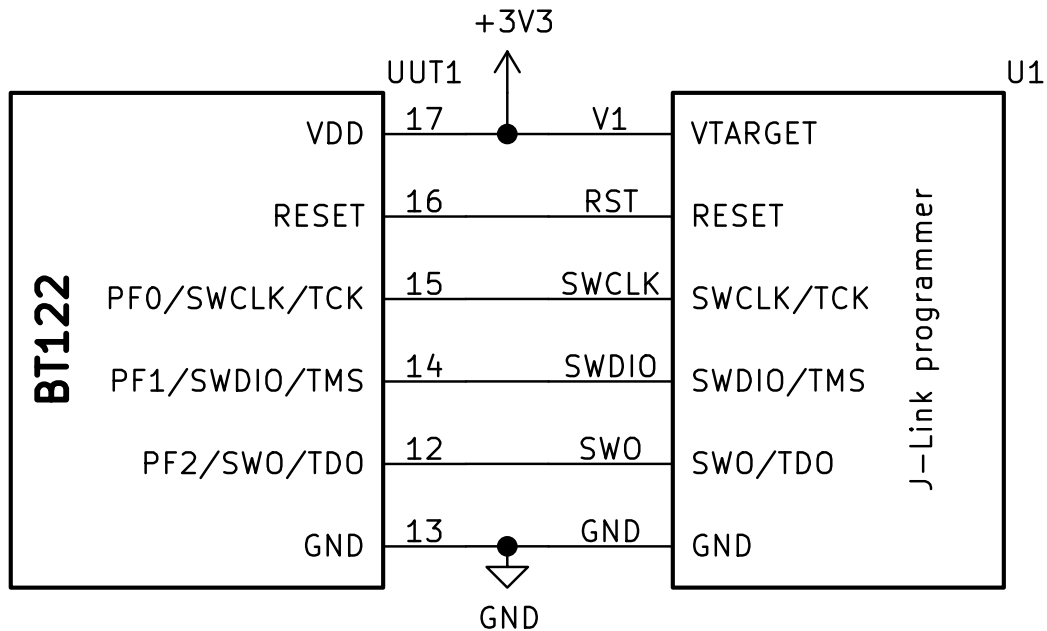 +3V3
UUT1
U1
VDD 17 V1 VTARGET
RESET 16 RST RESET
PF0/SWCLK/TCK 15 SWCLK SWCLK/TCK
PF1/SWDIO/TMS 14 SWDIO SWDIO/TMS
PF2/SWO/TDO 12 SWO SWO/TDO
GND 13 GND GND
GND
BT122
J-Link programmer